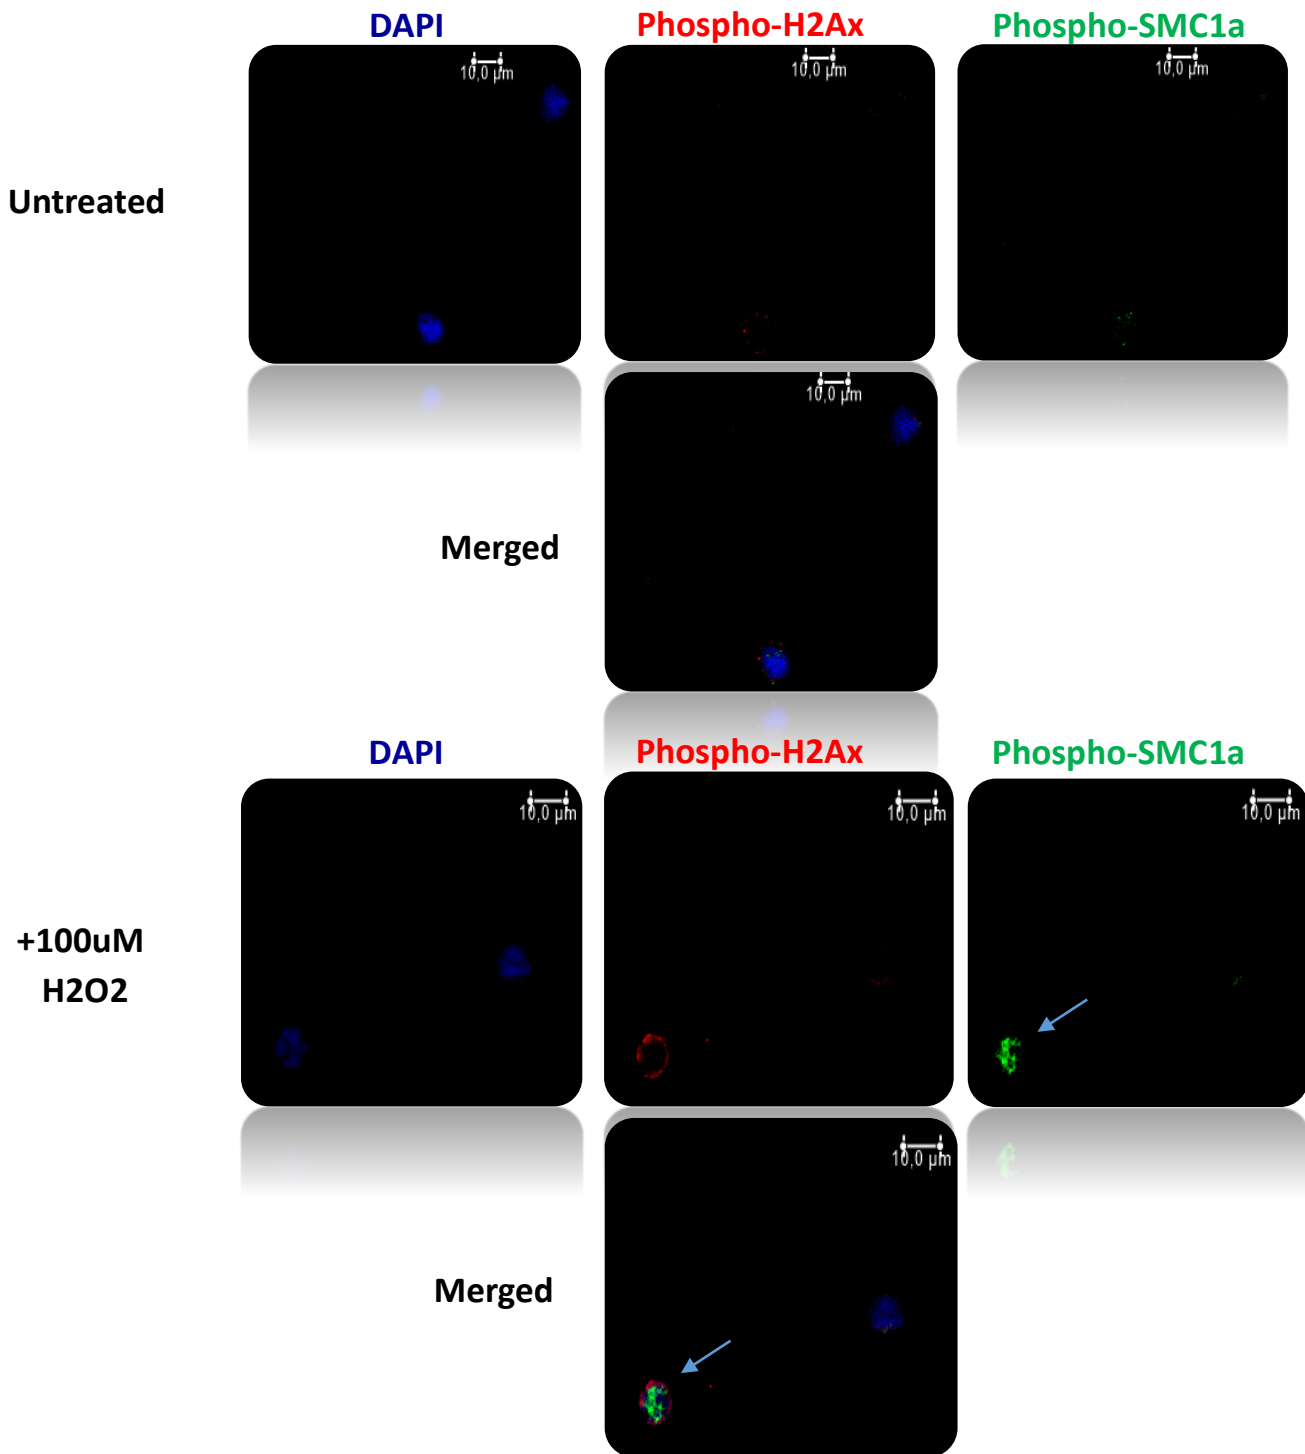 DAPI
Phospho-H2Ax
Phospho-SMC1a
10,0 µm
10,0 µm
10,0 µm
Untreated
10,0 µm
Merged
DAPI
Phospho-H2Ax
Phospho-SMC1a
10,0 µm
10,0 µm
10,0 µm
+100uM
H2O2
10,0 µm
Merged